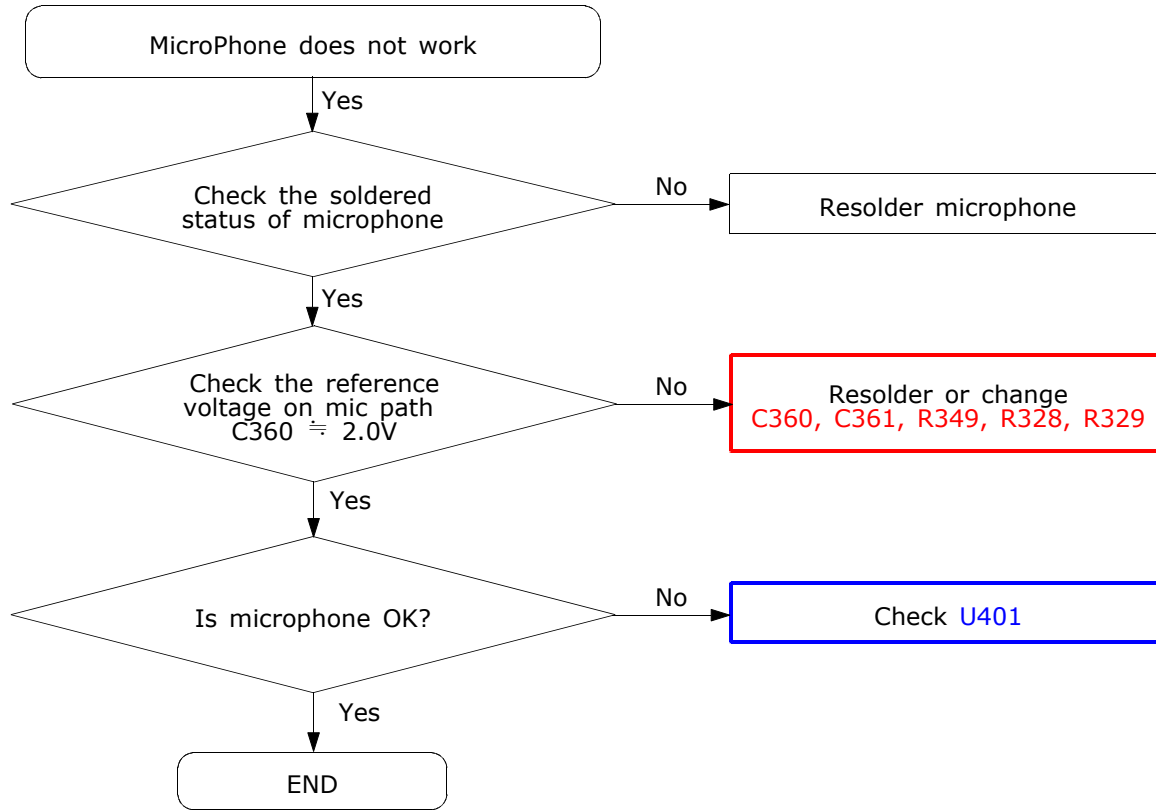 MicroPhone does not work
Yes
Check the soldered
status of microphone
No
Resolder microphone
Yes
Check the reference
voltage on mic path
C360 ≒ 2.0V
No
Resolder or change
C360, C361, R349, R328, R329
Yes
Is microphone OK?
No
Check U401
Yes
END